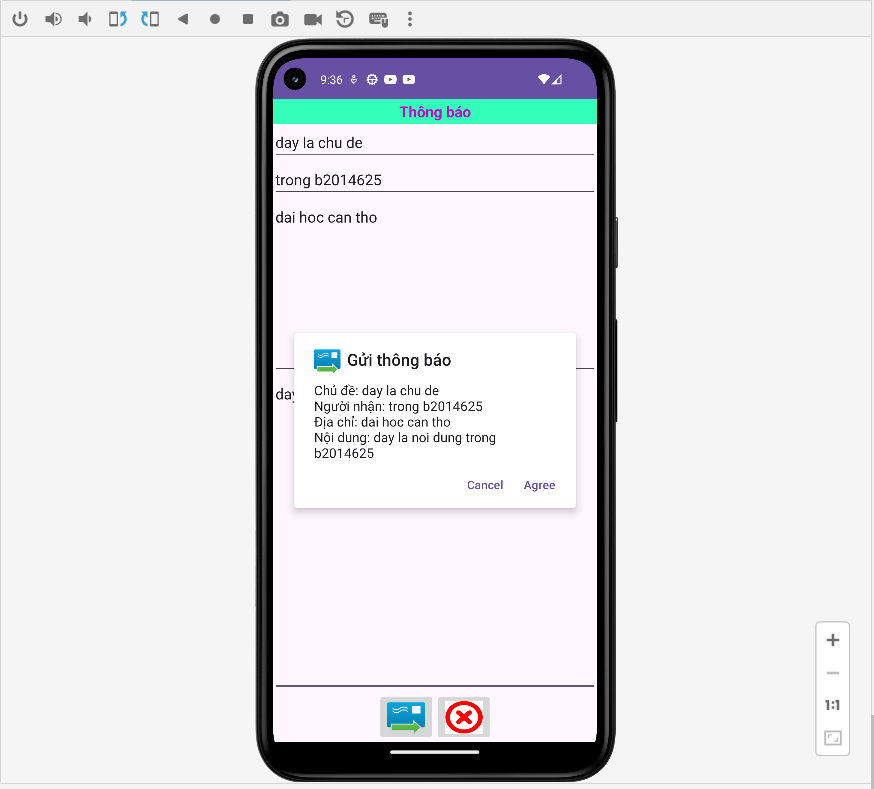 9:36
Thông báo
day la chu de
trong b2014625
dai hoc can tho
day
Gửi thông báo
Chủ đề: day la chu de
Người nhận: trong b2014625
Địa chỉ: dai hoc can tho
Nội dung: day la noi dung trong
b2014625
Cancel Agree
1:1